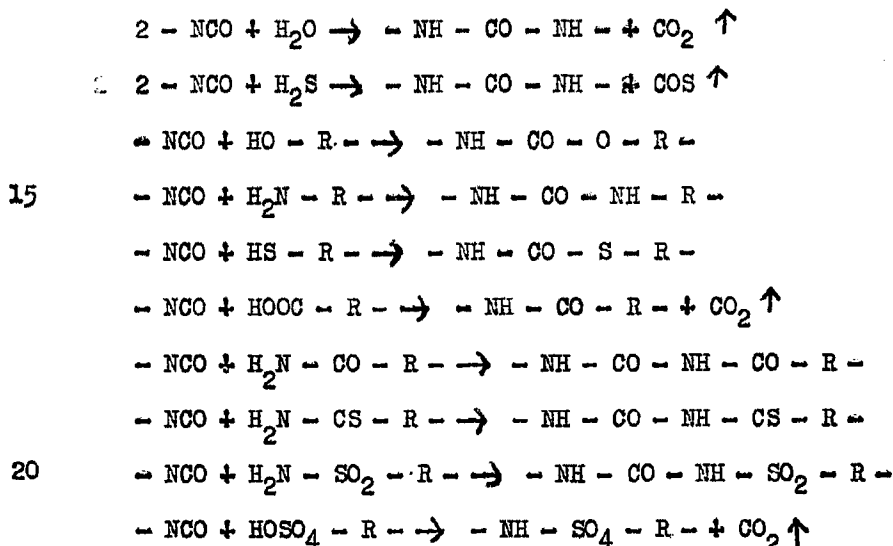 2 - NCO + H₂O → - NH - CO - NH - + CO₂ ↑
2 - NCO + H₂S → - NH - CO - NH - + COS ↑
- NCO + HO - R - → - NH - CO - O - R -
15 - NCO + H₂N - R - → - NH - CO - NH - R -
- NCO + HS - R - → - NH - CO - S - R -
- NCO + HOOC - R - → - NH - CO - R - + CO₂ ↑
- NCO + H₂N - CO - R - → - NH - CO - NH - CO - R -
- NCO + H₂N - CS - R - → - NH - CO - NH - CS - R -
20 - NCO + H₂N - SO₂ - R - → - NH - CO - NH - SO₂ - R -
- NCO + HOSO₄ - R - → - NH - SO₄ - R - + CO₂ ↑